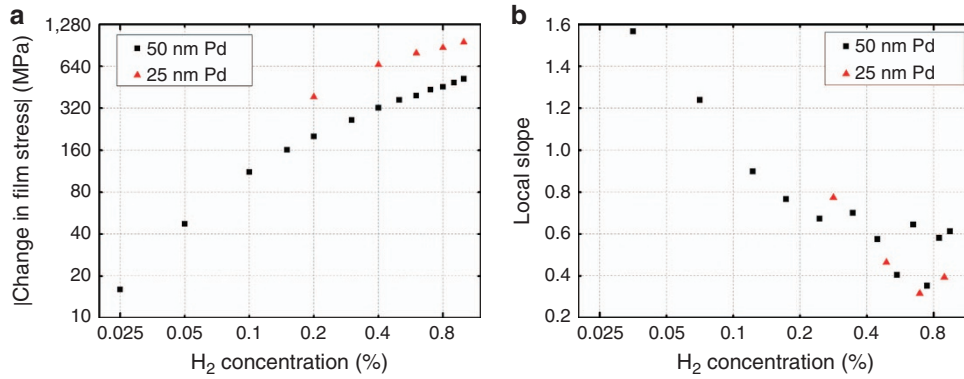 a
|Change in film stress| (MPa)
1,280
640
320
160
80
40
20
10
50 nm Pd
25 nm Pd
0.025 0.05 0.1 0.2 0.4 0.8
H₂ concentration (%)
b
Local slope
1.6
1.4
1.2
1.0
0.8
0.6
0.4
0.2
50 nm Pd
25 nm Pd
0.025 0.05 0.1 0.2 0.4 0.8
H₂ concentration (%)